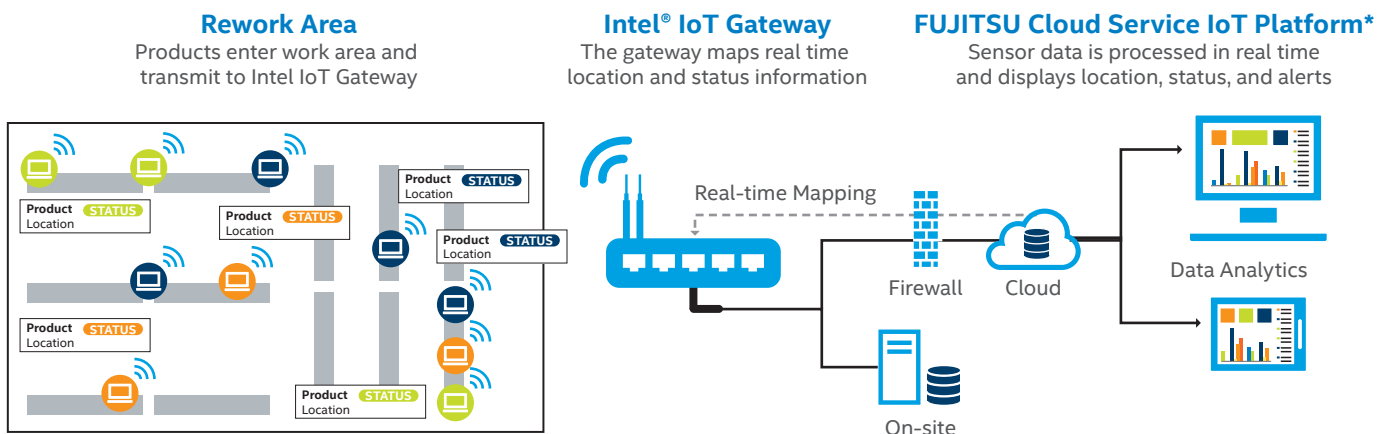 Rework Area
Products enter work area and
transmit to Intel IoT Gateway
Intel® IoT Gateway
The gateway maps real time
location and status information
FUJITSU Cloud Service IoT Platform*
Sensor data is processed in real time
and displays location, status, and alerts
Product STATUS
Location
Product STATUS
Location
Product STATUS
Location
Product STATUS
Location
Product STATUS
Location
Product STATUS
Location
Real-time Mapping
Firewall
Cloud
Data Analytics
On-site